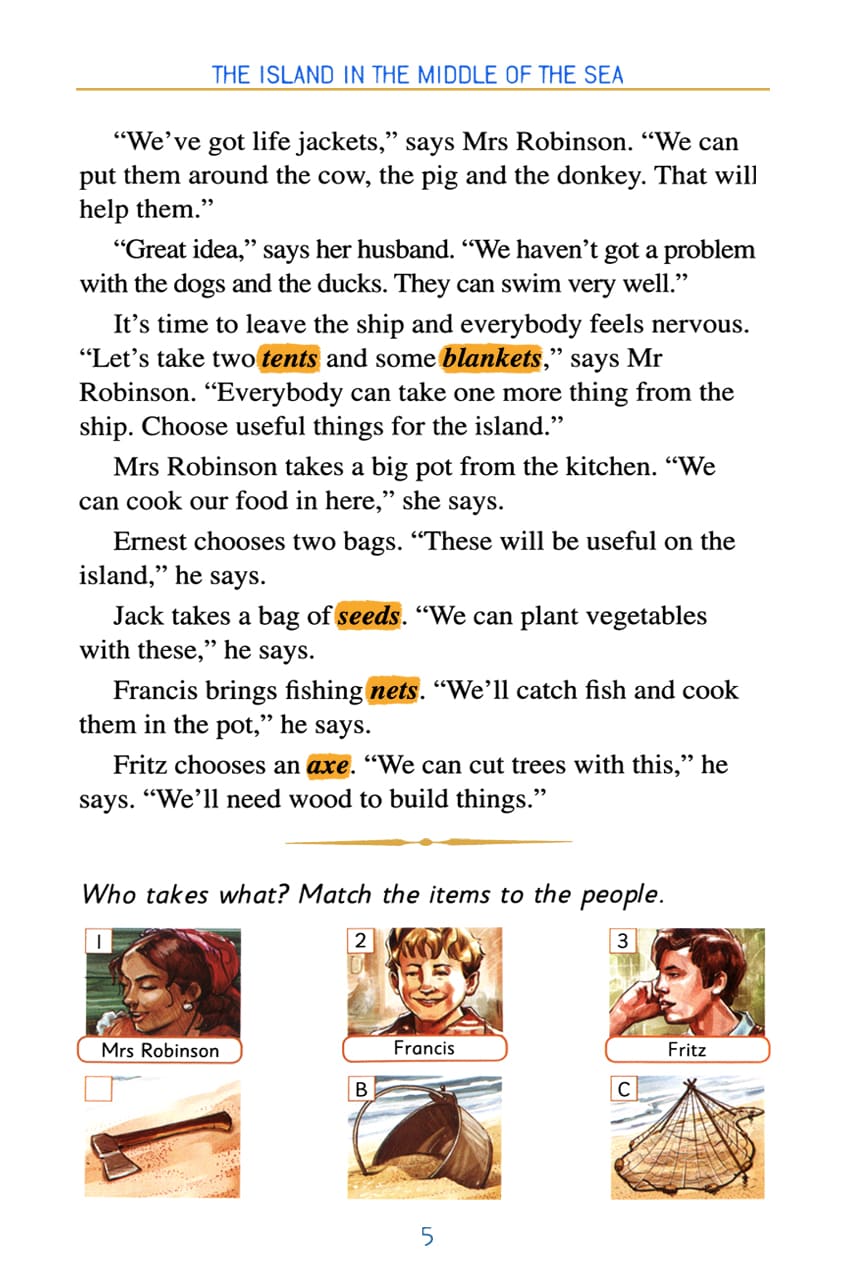 THE ISLAND IN THE MIDDLE OF THE SEA
“We’ve got life jackets,” says Mrs Robinson. “We can
put them around the cow, the pig and the donkey. That will
help them.”
“Great idea,” says her husband. “We haven’t got a problem
with the dogs and the ducks. They can swim very well.”
It’s time to leave the ship and everybody feels nervous.
“Let’s take two tents and some blankets,” says Mr
Robinson. “Everybody can take one more thing from the
ship. Choose useful things for the island.”
Mrs Robinson takes a big pot from the kitchen. “We
can cook our food in here,” she says.
Ernest chooses two bags. “These will be useful on the
island,” he says.
Jack takes a bag of seeds. “We can plant vegetables
with these,” he says.
Francis brings fishing nets. “We’ll catch fish and cook
them in the pot,” he says.
Fritz chooses an axe. “We can cut trees with this,” he
says. “We’ll need wood to build things.”
Who takes what? Match the items to the people.
1
2
3
Mrs Robinson
Francis
Fritz
B
C
5